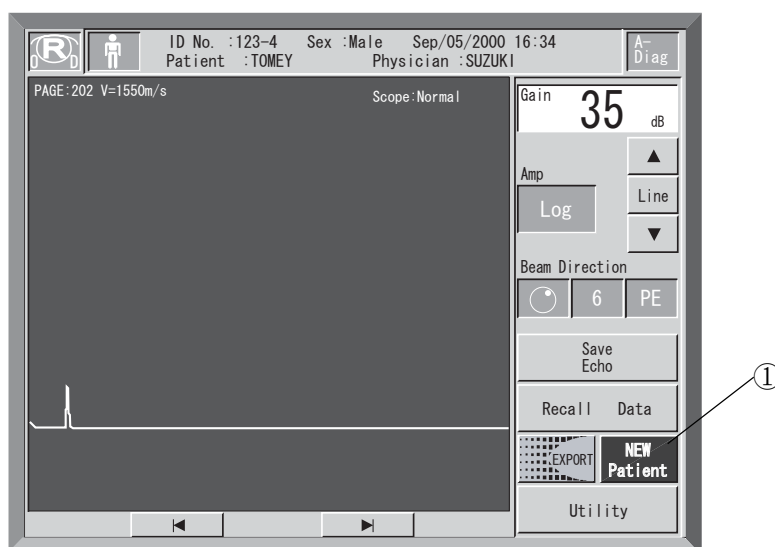 ID No. :123-4 Sex :Male Sep/05/2000 16:34
Patient :TOMEY Physician :SUZUKI
R
O D
A-
Diag
PAGE:202 V=1550m/s
Scope:Normal
Gain 35 dB
Amp
Log
▲
Line
▼
Beam Direction
6 PE
Save
Echo
Recall Data
EXPORT
NEW
Patient
Utility
①